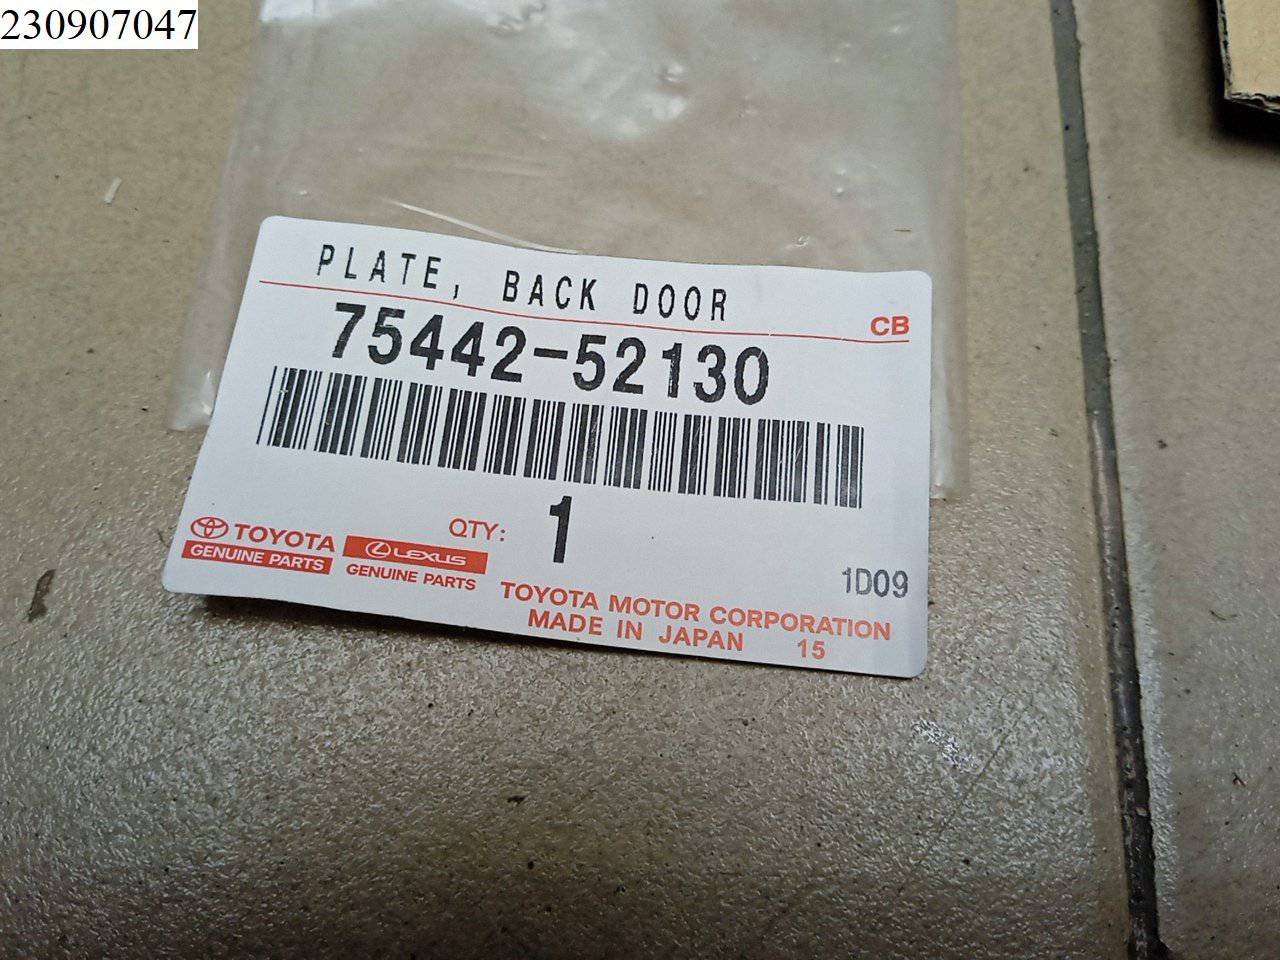 230907047
PLATE, BACK DOOR
CB
75442-52130
QTY: 1
TOYOTA
GENUINE PARTS
LEXUS
GENUINE PARTS
1D09
TOYOTA MOTOR CORPORATION
MADE IN JAPAN 15